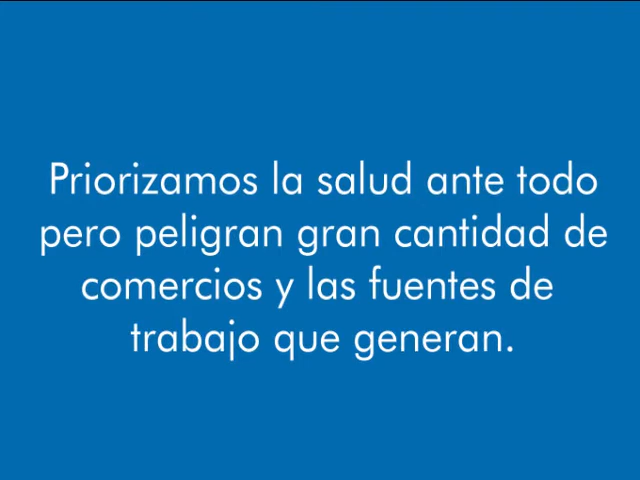 Priorizamos la salud ante todo
pero peligran gran cantidad de
comercios y las fuentes de
trabajo que generan.